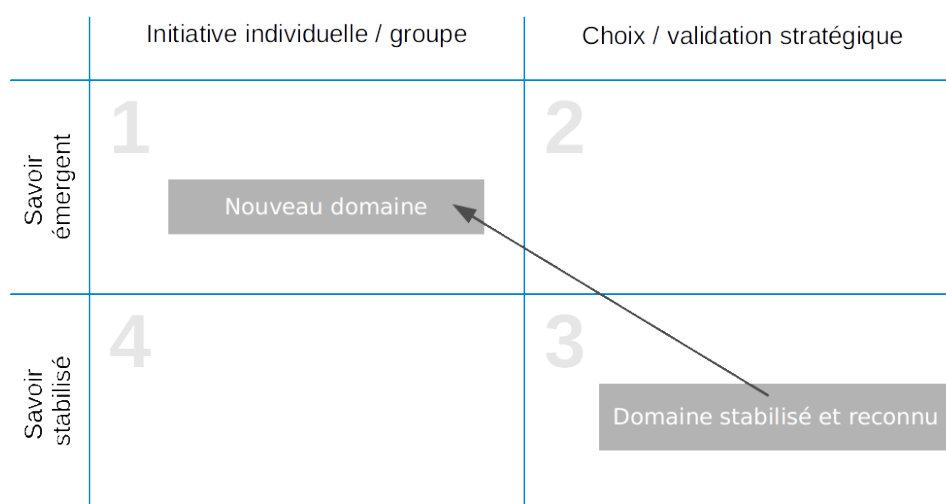 Initiative individuelle / groupe
Choix / validation stratégique
Savoir
émergent
1
2
Nouveau domaine
Savoir
stabilisé
4
3
Domaine stabilisé et reconnu